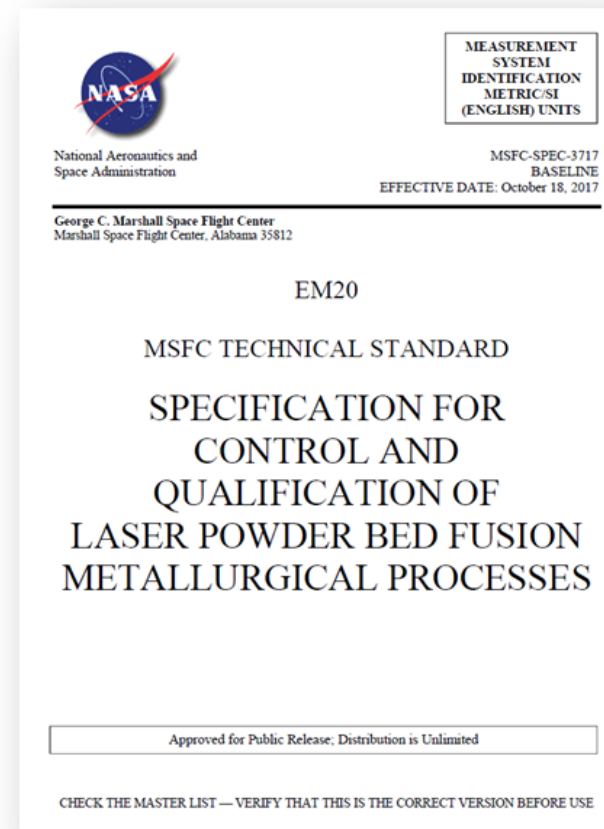 MEASUREMENT
SYSTEM
IDENTIFICATION
METRIC/SI
(ENGLISH) UNITS
NASA
National Aeronautics and
Space Administration
MSFC-SPEC-3717
BASELINE
EFFECTIVE DATE: October 18, 2017
George C. Marshall Space Flight Center
Marshall Space Flight Center, Alabama 35812
EM20
MSFC TECHNICAL STANDARD
SPECIFICATION FOR
CONTROL AND
QUALIFICATION OF
LASER POWDER BED FUSION
METALLURGICAL PROCESSES
Approved for Public Release; Distribution is Unlimited
CHECK THE MASTER LIST — VERIFY THAT THIS IS THE CORRECT VERSION BEFORE USE